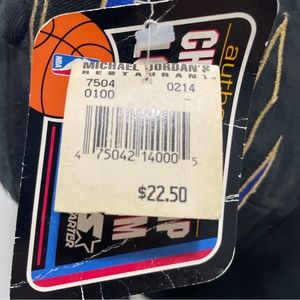 NBA
authe
CH
L
MICHAEL JORDAN'S
RESTAURANT
7504 0214
0100
4 75042 14000 5
$22.50
P
M
STARTER